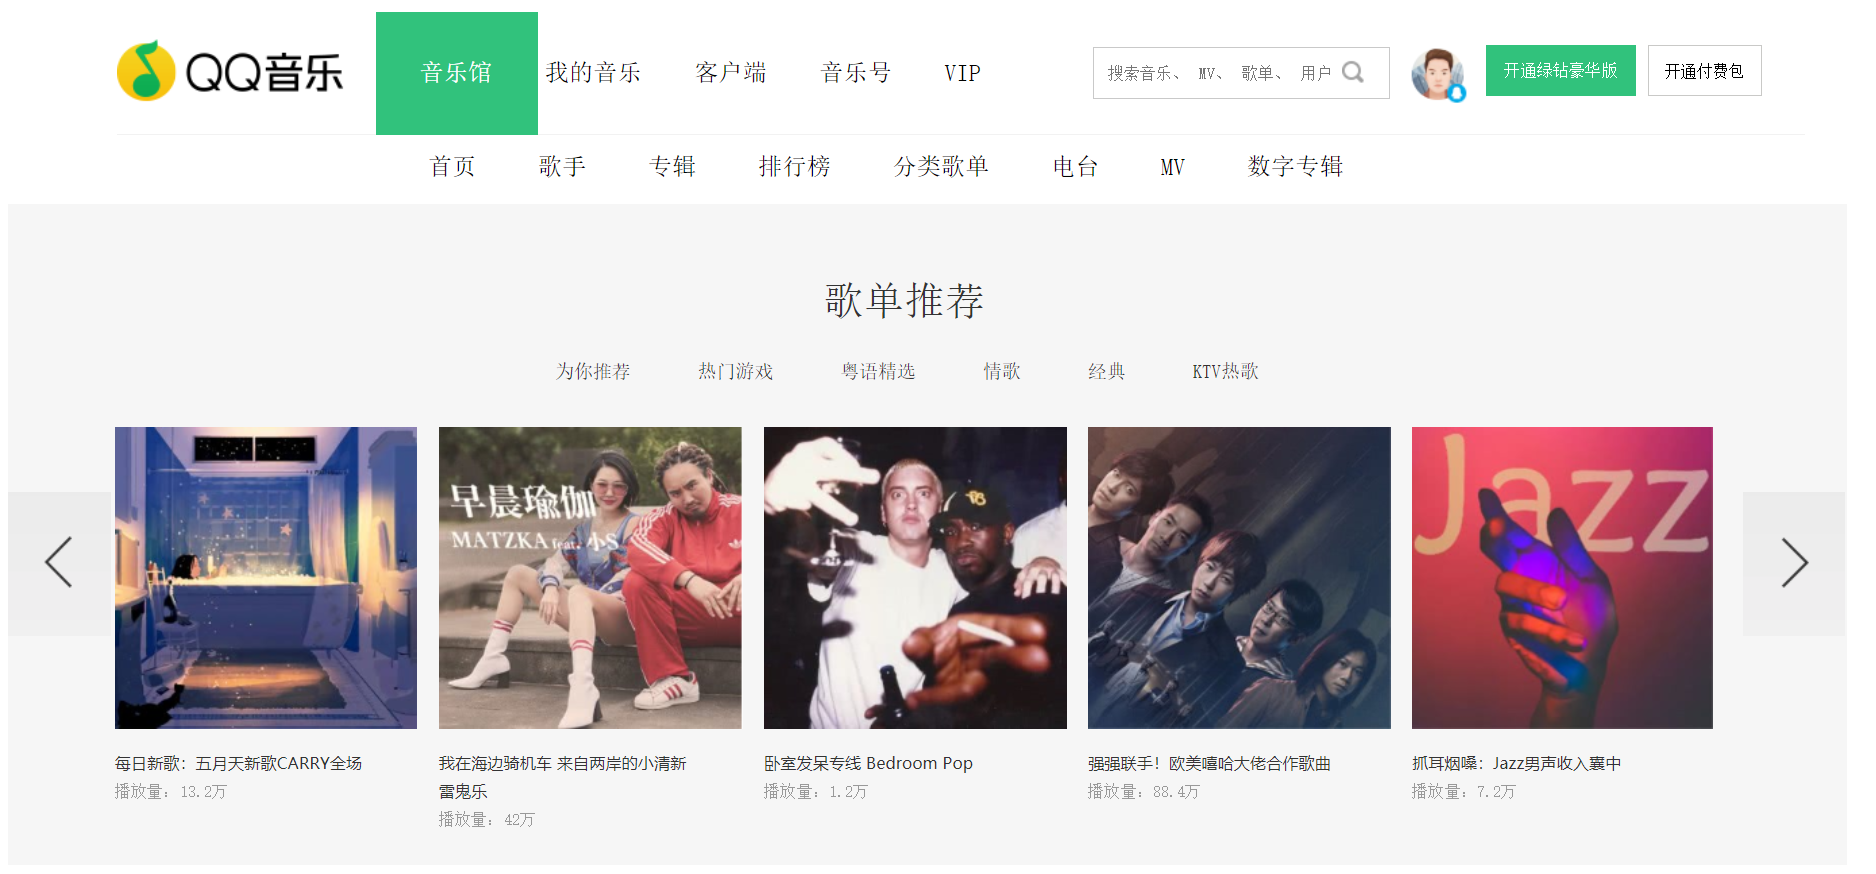 QQ音乐
音乐馆 我的音乐 客户端 音乐号 VIP
搜索音乐、 MV、 歌单、 用户
开通绿钻豪华版
开通付费包
首页 歌手 专辑 排行榜 分类歌单 电台 MV 数字专辑
歌单推荐
为你推荐 热门游戏 粤语精选 情歌 经典 KTV热歌
早晨瑜伽
MATZKA feat. 小S
Jazz
每日新歌：五月天新歌CARRY全场
播放量：13.2万
我在海边骑机车 来自两岸的小清新
雷鬼乐
播放量：42万
卧室发呆专线 Bedroom Pop
播放量：1.2万
强强联手！欧美嘻哈大佬合作歌曲
播放量：88.4万
抓耳烟嗓：Jazz男声收入囊中
播放量：7.2万